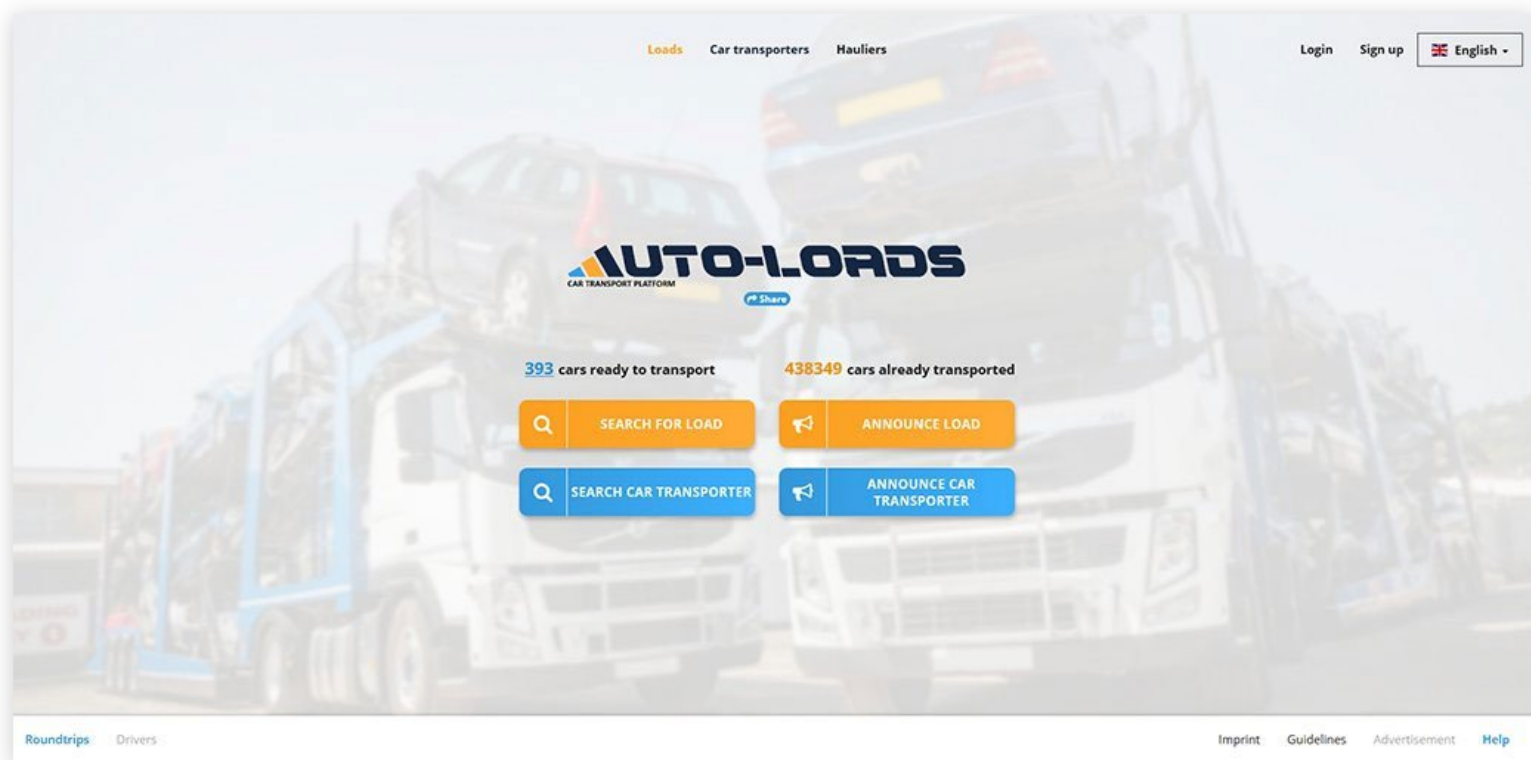 Loads Car transporters Hauliers Login Sign up English
AUTO-LOADS
CAR TRANSPORT PLATFORM
Share
393 cars ready to transport 438349 cars already transported
SEARCH FOR LOAD ANNOUNCE LOAD
SEARCH CAR TRANSPORTER ANNOUNCE CAR
TRANSPORTER
Roundtrips Drivers Imprint Guidelines Advertisement Help